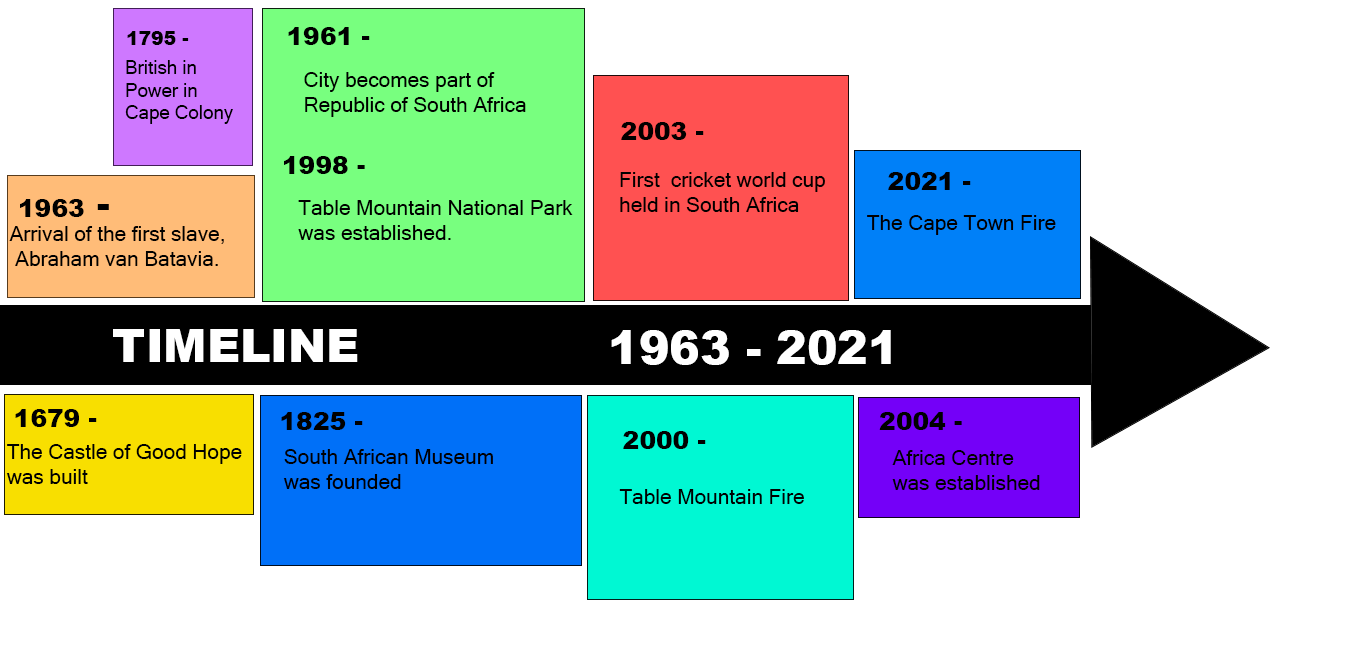 1795 -
British in
Power in
Cape Colony
1961 -
City becomes part of
Republic of South Africa
1998 -
Table Mountain National Park
was established.
2003 -
First  cricket world cup
held in South Africa
2021 -
The Cape Town Fire
1963 -
Arrival of the first slave,
Abraham van Batavia.
TIMELINE
1963 - 2021
1679 -
The Castle of Good Hope
was built
1825 -
South African Museum
was founded
2000 -
Table Mountain Fire
2004 -
Africa Centre
was established